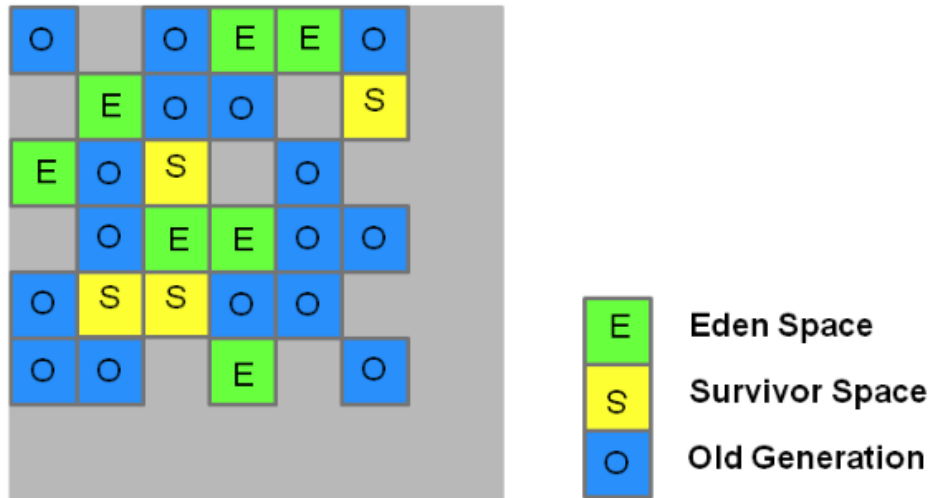 O O E E O
E O O S
E O S O
O E E O O
O S S O O
O O E O
E Eden Space
S Survivor Space
O Old Generation